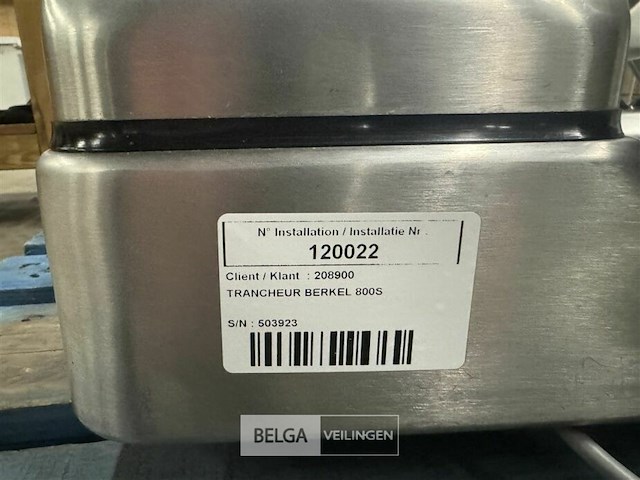 N° Installation / Installatie Nr .
120022
Client / Klant : 208900
TRANCHEUR BERKEL 800S
S/N : 503923
BELGA VEILINGEN